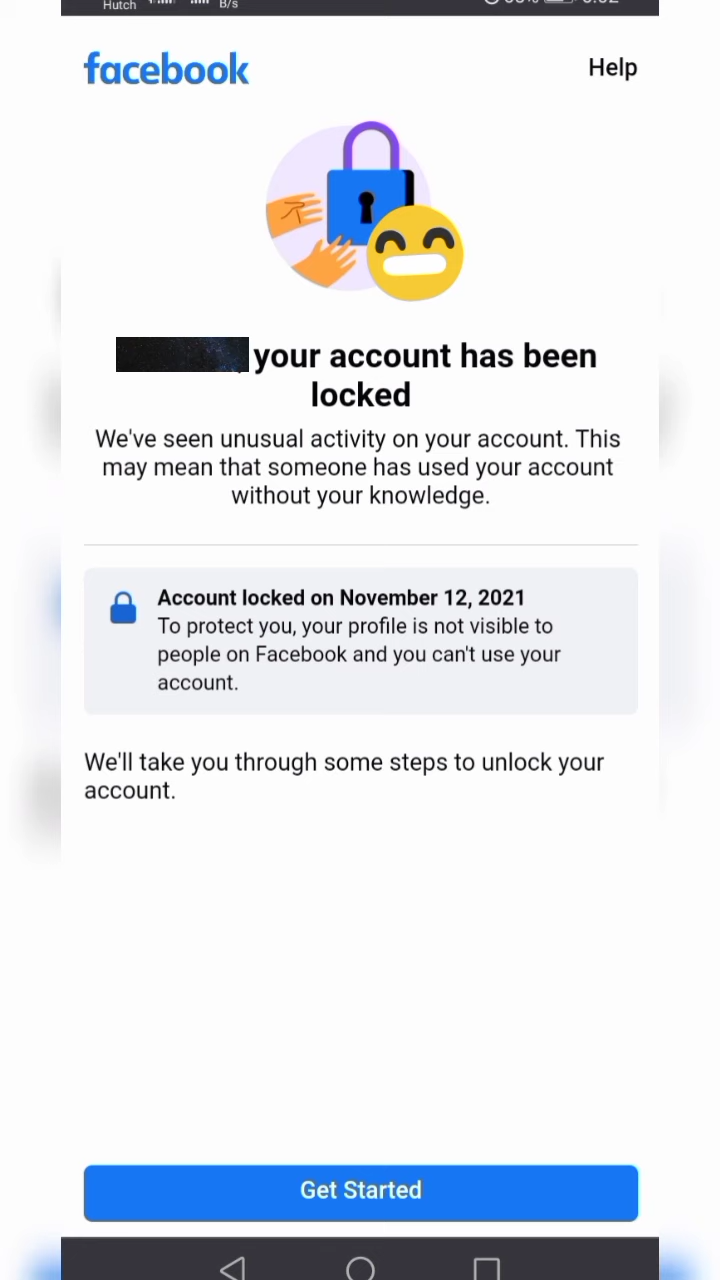 Hutch B/s
facebook
Help
your account has been
locked
We've seen unusual activity on your account. This
may mean that someone has used your account
without your knowledge.
Account locked on November 12, 2021
To protect you, your profile is not visible to
people on Facebook and you can't use your
account.
We'll take you through some steps to unlock your
account.
Get Started